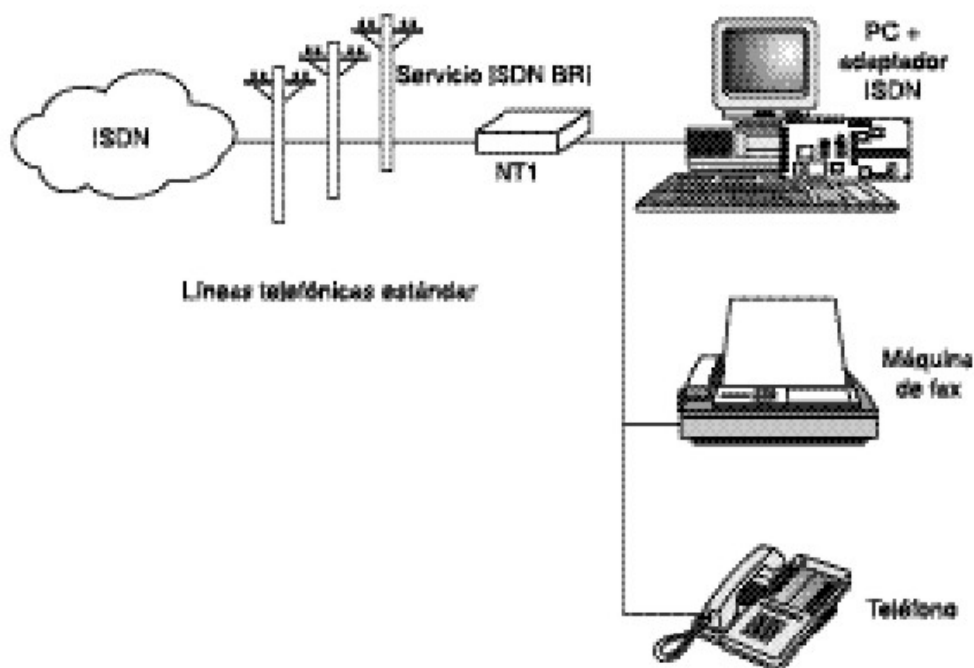 ISDN
Servicio ISDN BRI
NT1
PC +
adaptador
ISDN
Líneas telefónicas estándar
Máquina
de fax
Teléfono